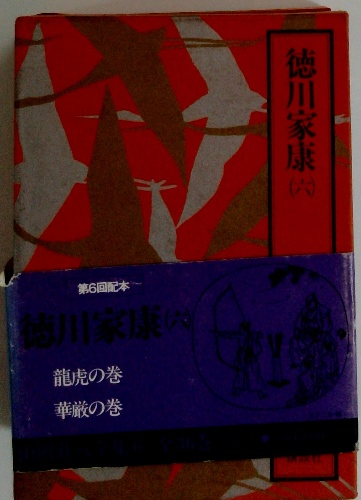 徳川家康
(六)
第6回配本
徳川家康(六)
龍虎の巻
華厳の巻